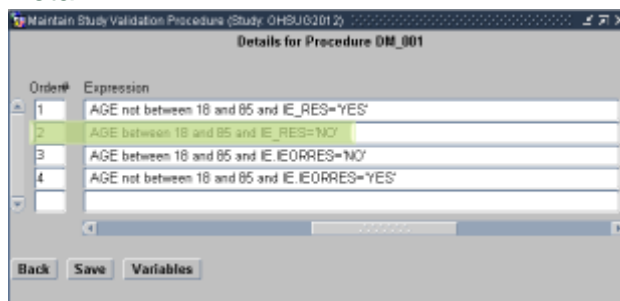 Maintain Study Validation Procedure (Study: OHSUG2012)
Details for Procedure DM_001
Order# Expression
1 AGE not between 18 and 85 and IE_RES='YES'
2 AGE between 18 and 85 and IE_RES='NO'
3 AGE between 18 and 85 and IE.IEORRES='NO'
4 AGE not between 18 and 85 and IE.IEORRES='YES'
Back Save Variables